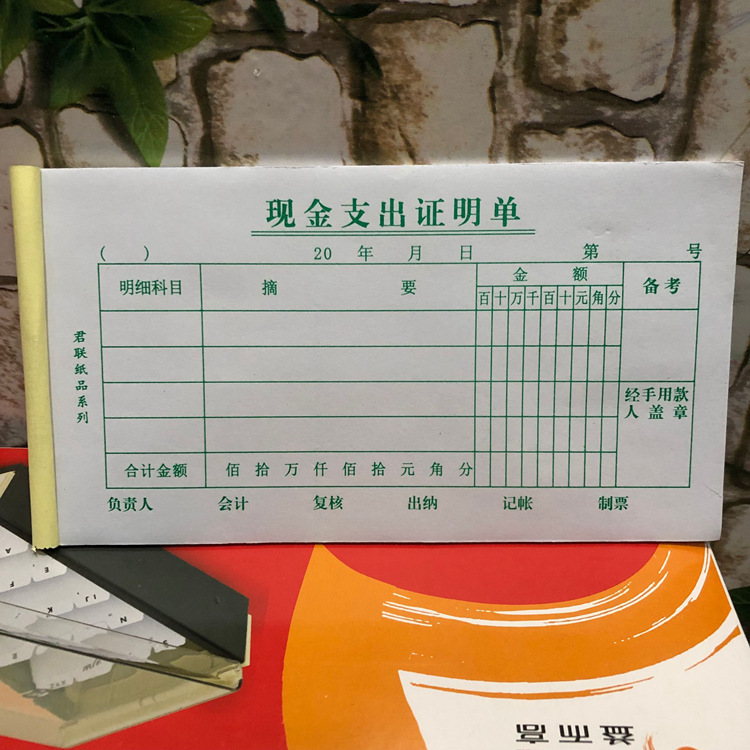 现金支出证明单
( ) 20 年 月 日 第 号
明细科目 摘 要 金 额 备考
百十万千百十元角分
经手用款
人盖章
合计金额 佰拾万仟佰拾元角分
负责人 会计 复核 出纳 记帐 制票
君联纸品系列
益而高